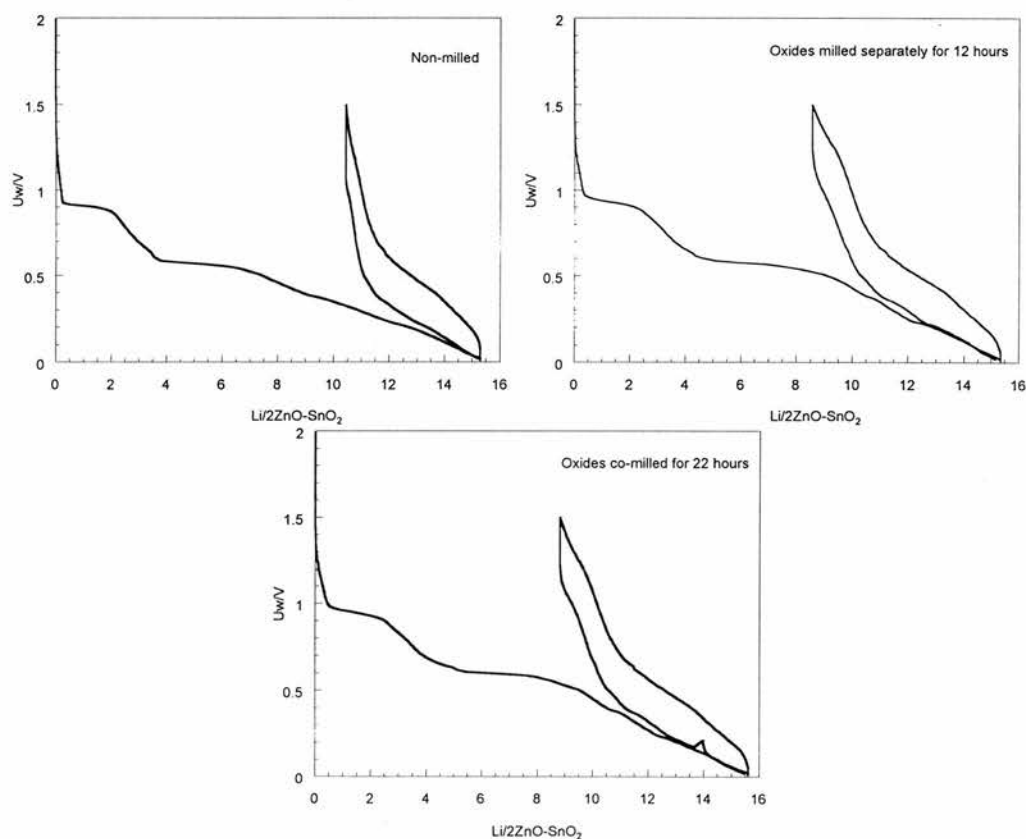 2
Non-milled
1.5
Uw/V
1
0.5
0
0 2 4 6 8 10 12 14 16
Li/2ZnO-SnO₂
2
Oxides milled separately for 12 hours
1.5
Uw/V
1
0.5
0
0 2 4 6 8 10 12 14 16
Li/2ZnO-SnO₂
2
Oxides co-milled for 22 hours
1.5
Uw/V
1
0.5
0
0 2 4 6 8 10 12 14 16
Li/2ZnO-SnO₂